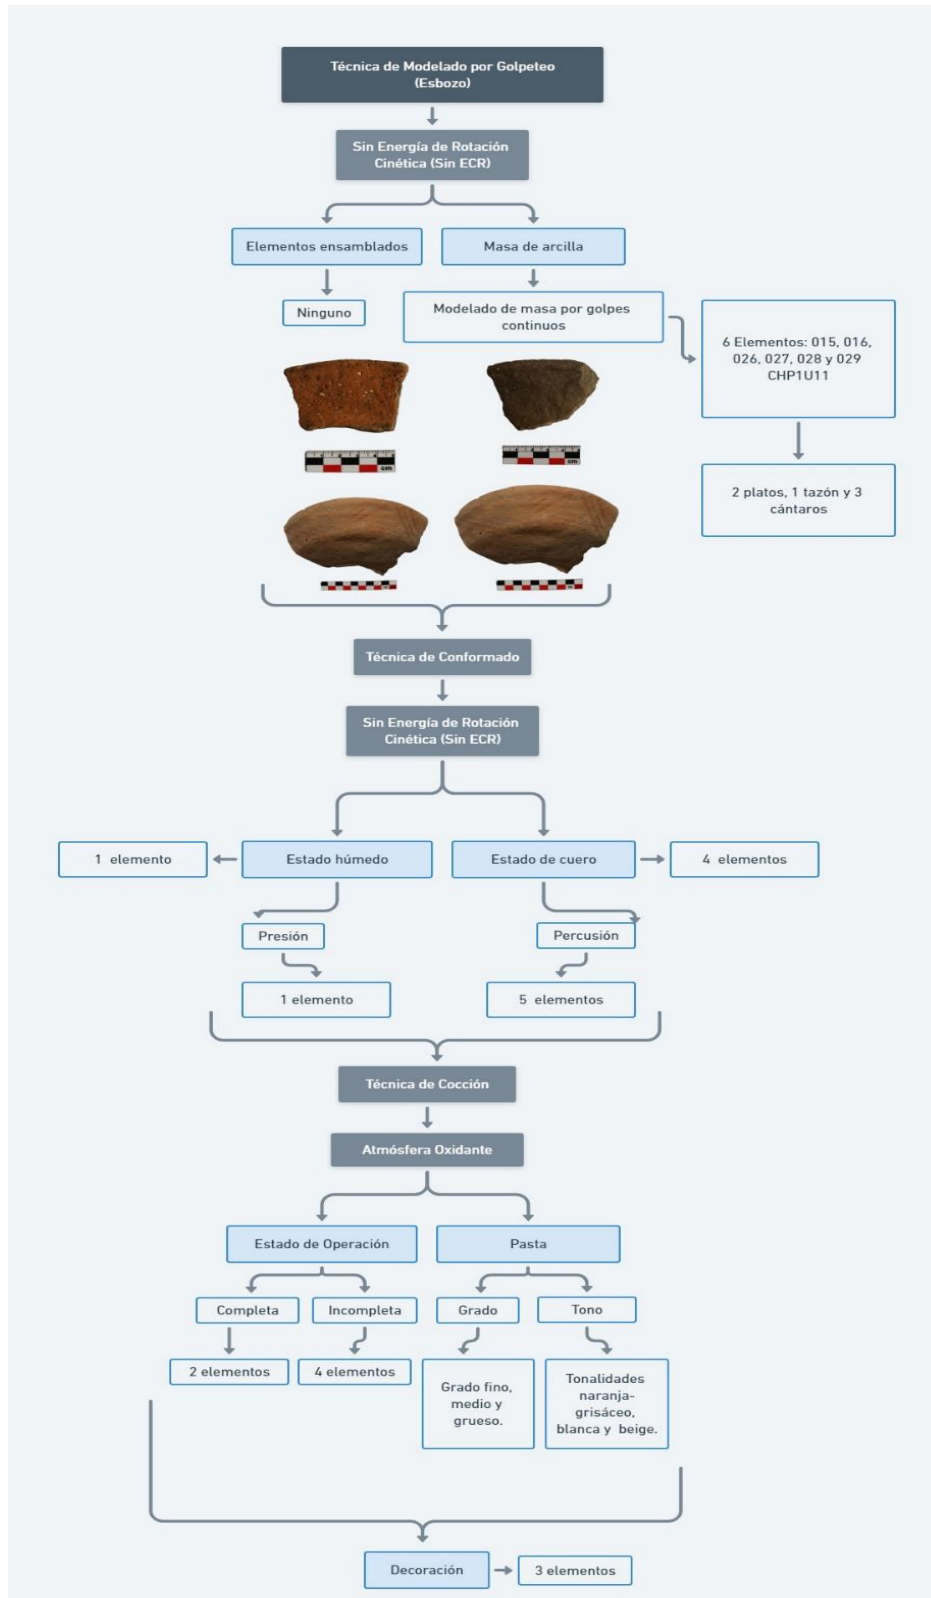 Técnica de Modelado por Golpeteo
(Esbozo)
Sin Energía de Rotación
Cinética (Sin ECR)
Elementos ensamblados
Masa de arcilla
Ninguno
Modelado de masa por golpes
continuos
6 Elementos: 015, 016,
026, 027, 028 y 029
CHP1U11
2 platos, 1 tazón y 3
cántaros
cm
cm
Técnica de Conformado
Sin Energía de Rotación
Cinética (Sin ECR)
1 elemento
Estado húmedo
Estado de cuero
4 elementos
Presión
Percusión
1 elemento
5 elementos
Técnica de Cocción
Atmósfera Oxidante
Estado de Operación
Pasta
Completa
Incompleta
Grado
Tono
2 elementos
4 elementos
Grado fino,
medio y
grueso.
Tonalidades
naranja-
grisáceo,
blanca y beige.
Decoración
3 elementos